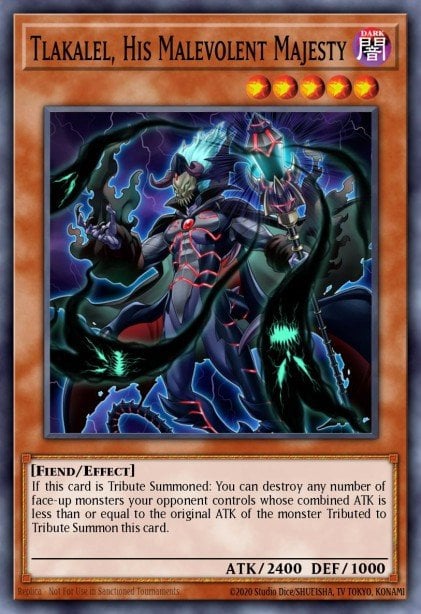 Tlakalel, His Malevolent Majesty
DARK
闇
[Fiend/Effect]
If this card is Tribute Summoned: You can destroy any number of
face-up monsters your opponent controls whose combined ATK is
less than or equal to the original ATK of the monster Tributed to
Tribute Summon this card.
ATK/2400 DEF/1000
Replica - Not For Use in Sanctioned Tournaments
©2020 Studio Dice/SHUEISHA, TV TOKYO, KONAMI